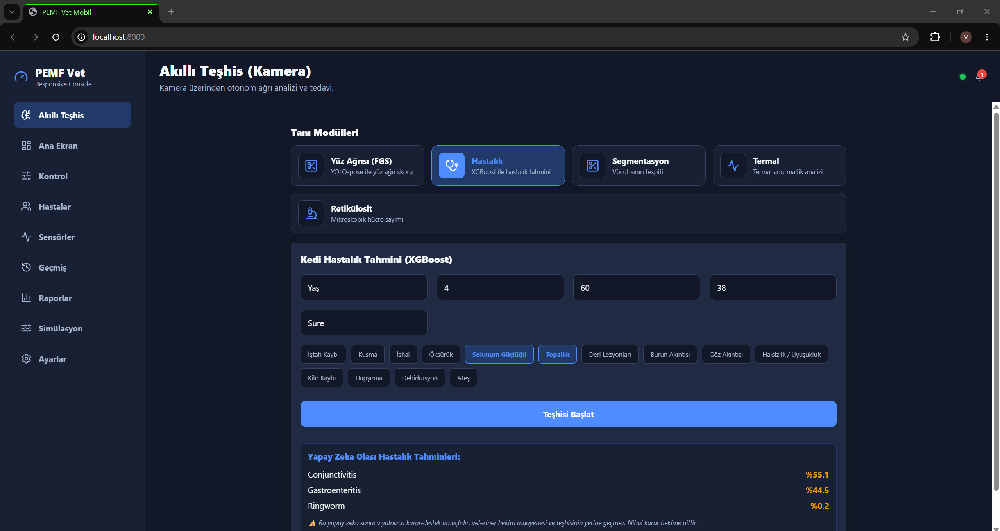 PEMF Vet Mobil
localhost:8000
M
PEMF Vet
Responsive Console
Akıllı Teşhis
Ana Ekran
Kontrol
Hastalar
Sensörler
Geçmiş
Raporlar
Simülasyon
Ayarlar
Akıllı Teşhis (Kamera)
Kamera üzerinden otonom ağrı analizi ve tedavi.
1
Tanı Modülleri
Yüz Ağrısı (FGS)
YOLO-pose ile yüz ağrı skoru
Hastalık
XGBoost ile hastalık tahmini
Segmentasyon
Vücut sınırı tespiti
Termal
Termal anormallik analizi
Retikülosit
Mikroskobik hücre sayımı
Kedi Hastalık Tahmini (XGBoost)
Yaş 4 60 38
Süre
İştah Kaybı Kusma İshal Öksürük Solunum Güçlüğü Topallık Deri Lezyonları Burun Akıntısı Göz Akıntısı Halsizlik / Uyuşukluk
Kilo Kaybı Hapşırma Dehidrasyon Ateş
Teşhisi Başlat
Yapay Zeka Olası Hastalık Tahminleri:
Conjunctivitis %55.1
Gastroenteritis %44.5
Ringworm %0.2
⚠ Bu yapay zeka sonucu yalnızca karar-destek amaçlıdır; veteriner hekim muayenesi ve teşhisinin yerine geçmez. Nihai karar hekime aittir.